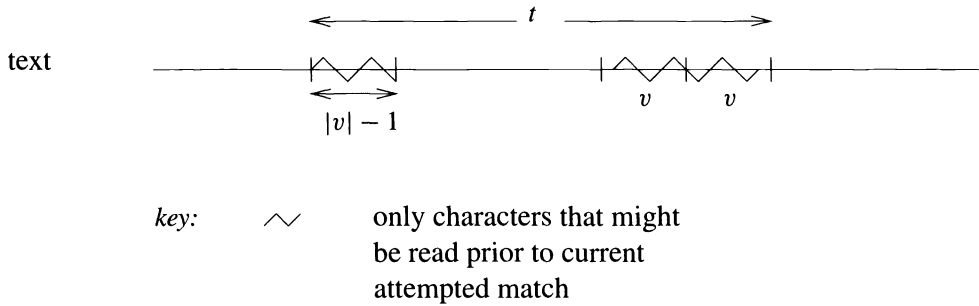 t
text
v v
|v| − 1
key: only characters that might
be read prior to current
attempted match